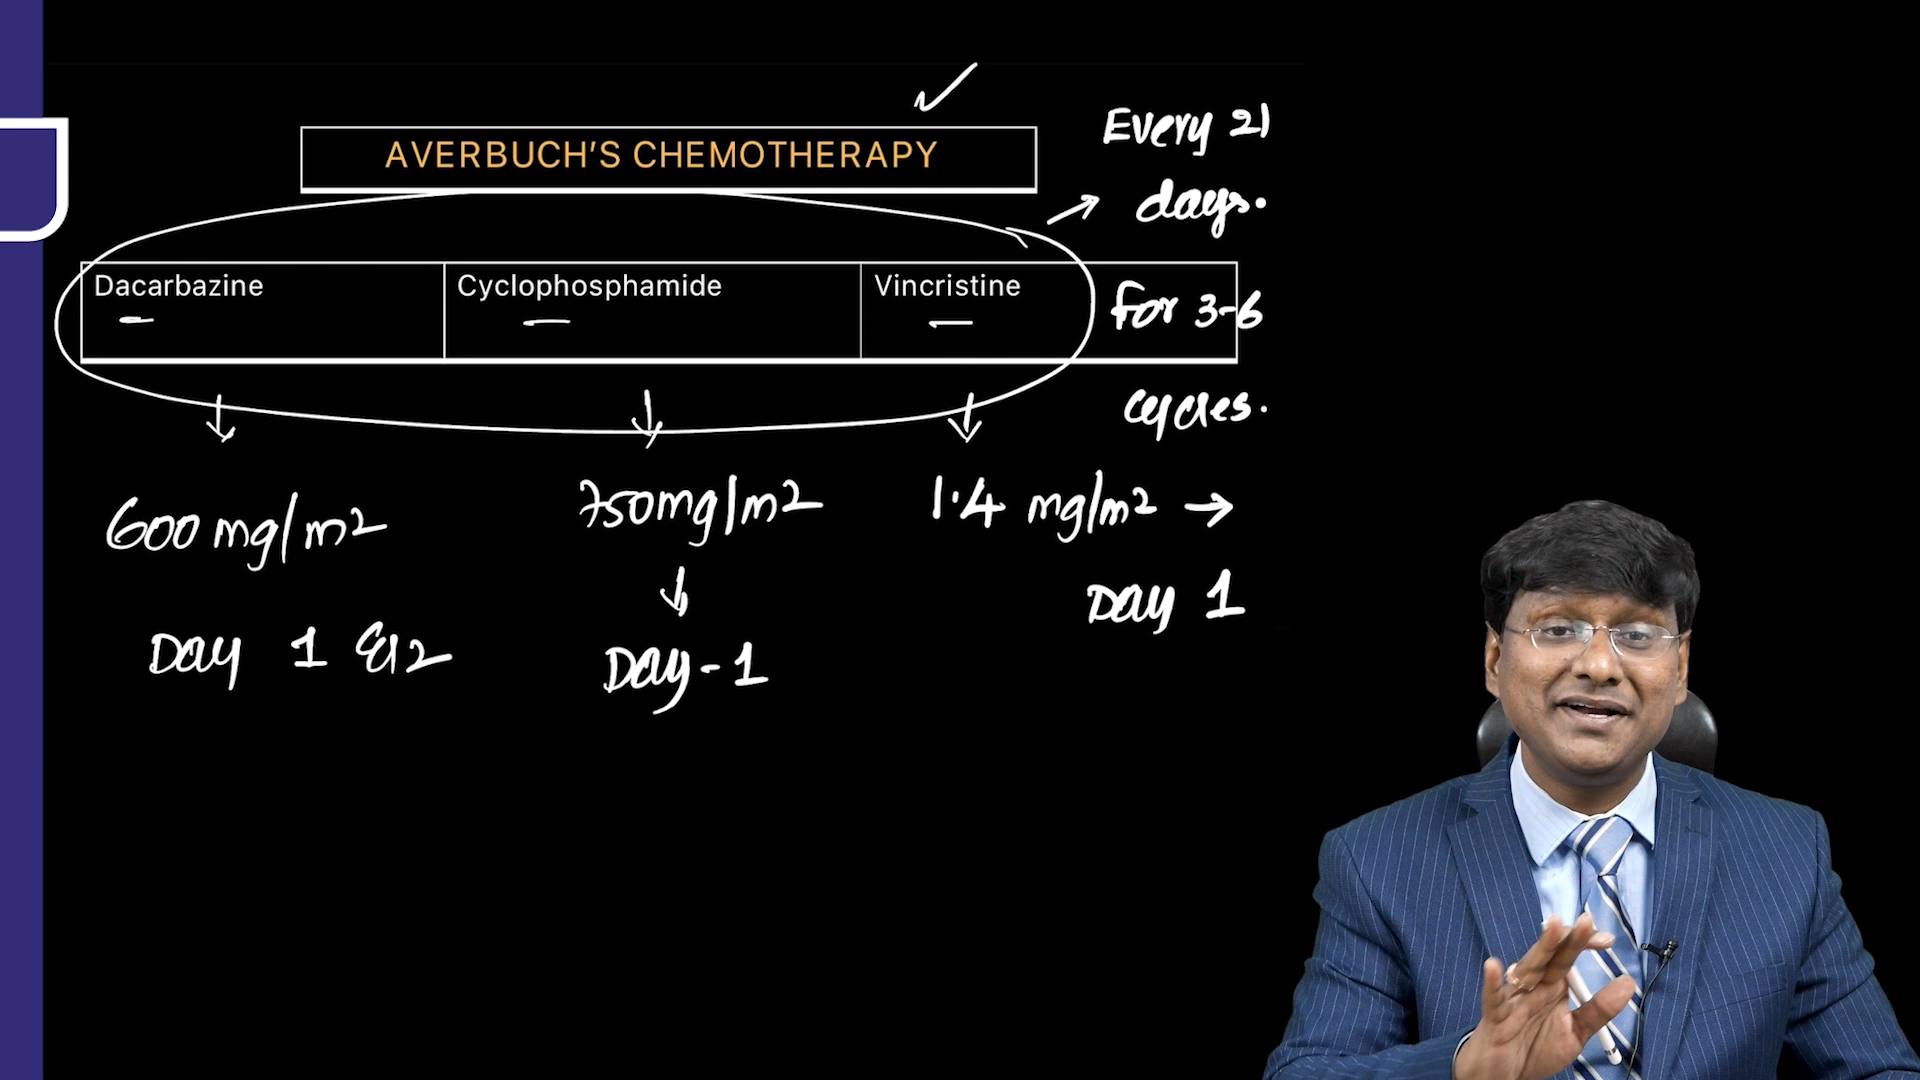 AVERBUCH'S CHEMOTHERAPY
Every 21
days.
Dacarbazine
Cyclophosphamide
Vincristine
for 3-6
cycles.
600 mg/m2
750mg/m2
1.4 mg/m2 →
Day 1 &2
Day-1
Day 1